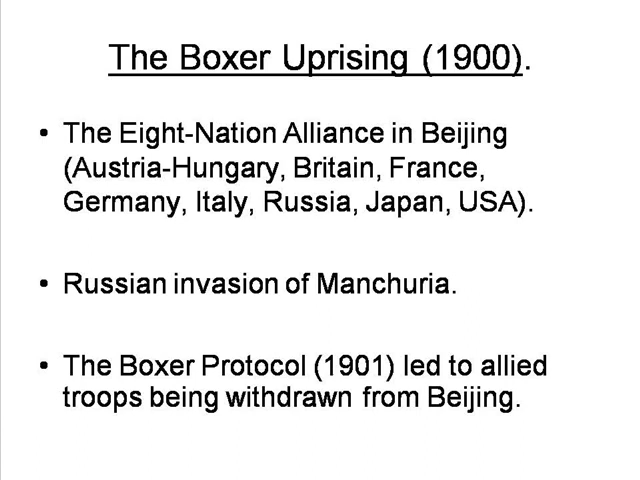 The Boxer Uprising (1900).
• The Eight-Nation Alliance in Beijing
(Austria-Hungary, Britain, France,
Germany, Italy, Russia, Japan, USA).
• Russian invasion of Manchuria.
• The Boxer Protocol (1901) led to allied
troops being withdrawn from Beijing.